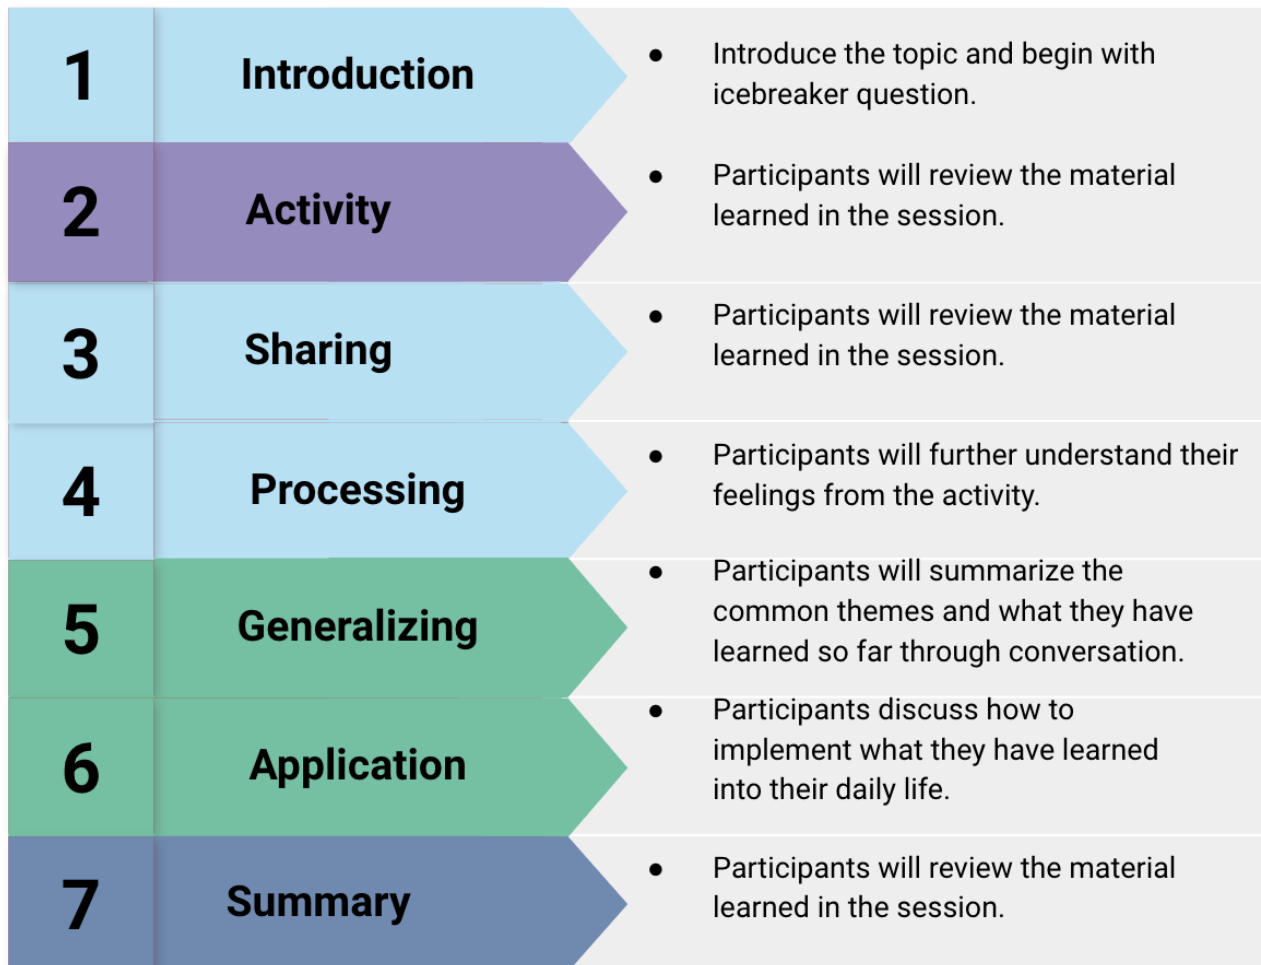 1
Introduction
● Introduce the topic and begin with
icebreaker question.
2
Activity
● Participants will review the material
learned in the session.
3
Sharing
● Participants will review the material
learned in the session.
4
Processing
● Participants will further understand their
feelings from the activity.
5
Generalizing
● Participants will summarize the
common themes and what they have
learned so far through conversation.
6
Application
● Participants discuss how to
implement what they have learned
into their daily life.
7
Summary
● Participants will review the material
learned in the session.